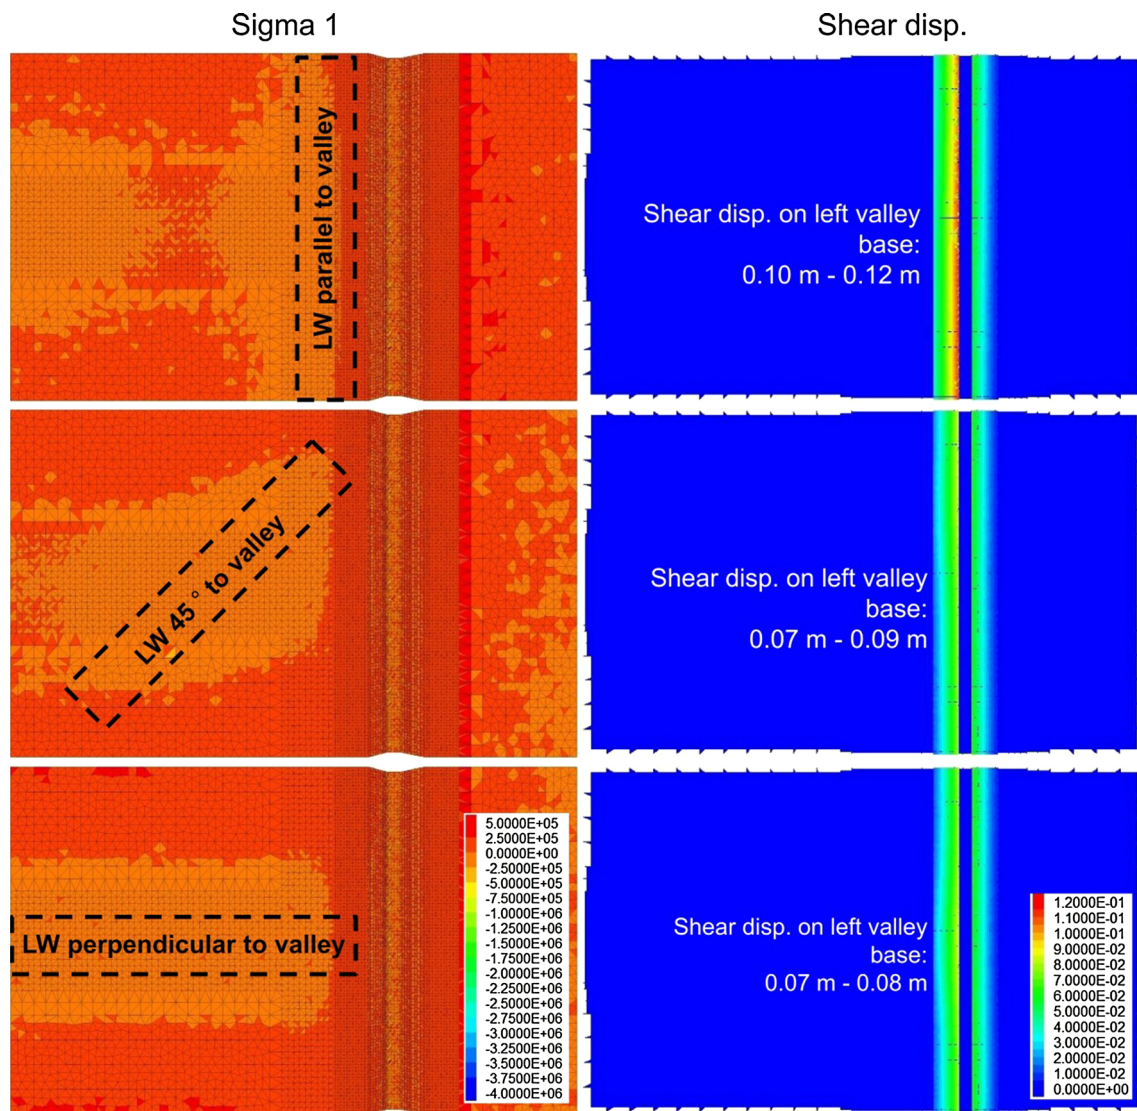 Sigma 1
Shear disp.
LW parallel to valley
Shear disp. on left valley
base:
0.10 m - 0.12 m
LW 45° to valley
Shear disp. on left valley
base:
0.07 m - 0.09 m
LW perpendicular to valley
5.0000E+05
2.5000E+05
0.0000E+00
-2.5000E+05
-5.0000E+05
-7.5000E+05
-1.0000E+06
-1.2500E+06
-1.5000E+06
-1.7500E+06
-2.0000E+06
-2.2500E+06
-2.5000E+06
-2.7500E+06
-3.0000E+06
-3.2500E+06
-3.5000E+06
-3.7500E+06
-4.0000E+06
Shear disp. on left valley
base:
0.07 m - 0.08 m
1.2000E-01
1.1000E-01
1.0000E-01
9.0000E-02
8.0000E-02
7.0000E-02
6.0000E-02
5.0000E-02
4.0000E-02
3.0000E-02
2.0000E-02
1.0000E-02
0.0000E+00